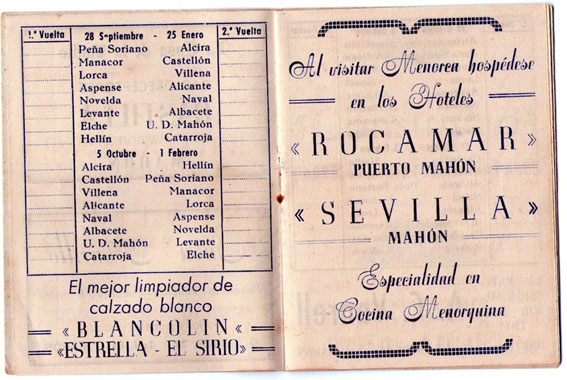 1.ª Vuelta 28 Septiembre - 25 Enero 2.ª Vuelta
Peña Soriano Alcira
Manacor Castellón
Lorca Villena
Aspense Alicante
Novelda Naval
Levante Albacete
Elche U. D. Mahón
Hellín Catarroja
5 Octubre - 1 Febrero
Alcira Hellín
Castellón Peña Soriano
Villena Manacor
Alicante Lorca
Naval Aspense
Albacete Novelda
U. D. Mahón Levante
Catarroja Elche
El mejor limpiador de
calzado blanco
«BLANCOLIN«
«ESTRELLA - EL SIRIO»
Al visitar Menorca hospédese
en los Hoteles
«ROCAMAR»
PUERTO MAHÓN
«SEVILLA»
MAHÓN
Especialidad en
Cocina Menorquina